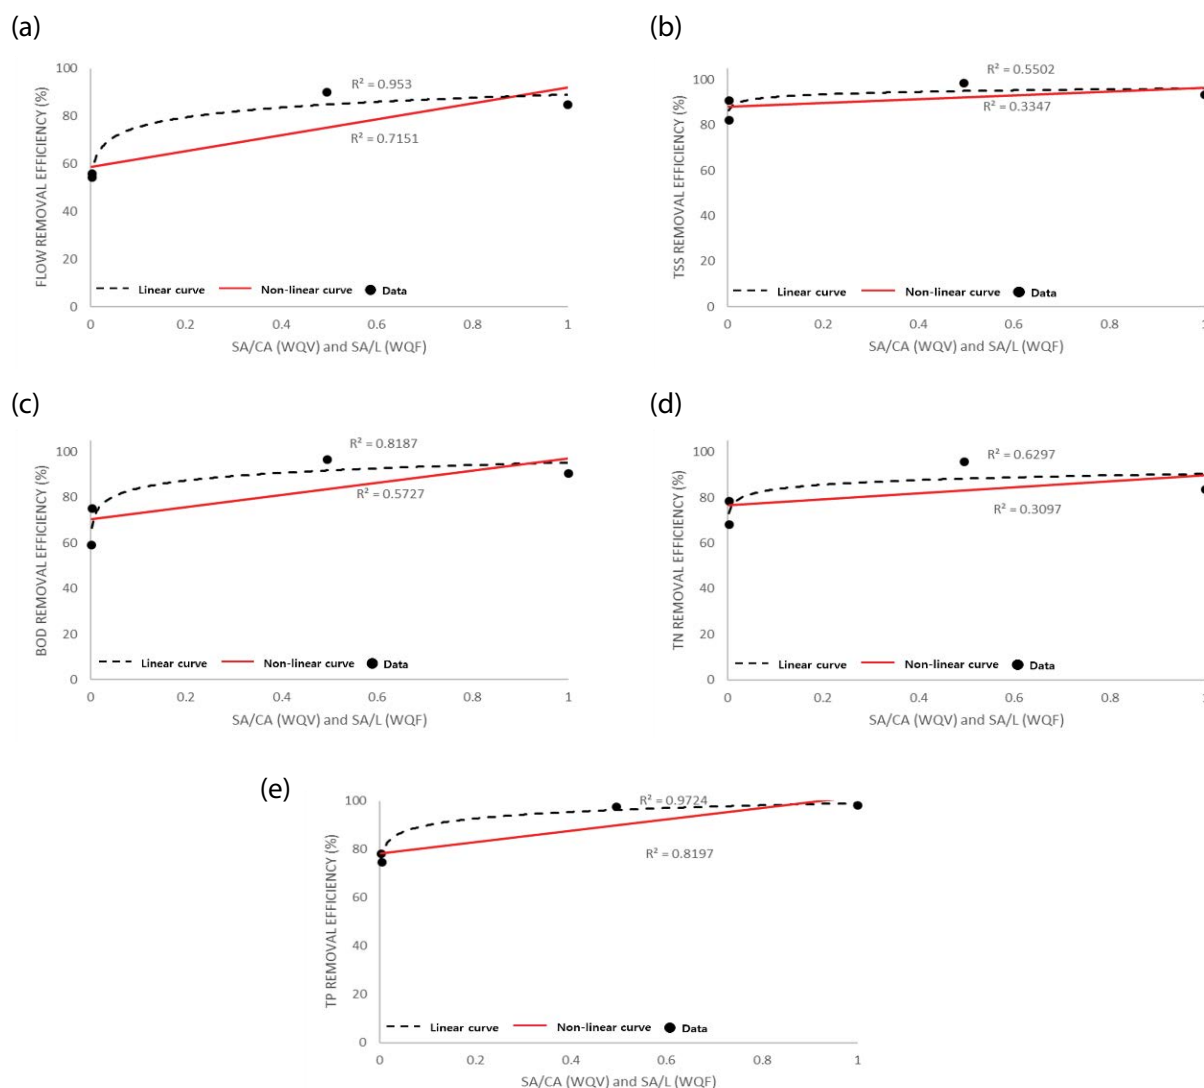 (a)
FLOW REMOVAL EFFICIENCY (%)
100
80
60
40
20
0
R² = 0.953
R² = 0.7151
Linear curve Non-linear curve Data
0 0.2 0.4 0.6 0.8 1
SA/CA (WQV) and SA/L (WQF)
(b)
TSS REMOVAL EFFICIENCY (%)
100
80
60
40
20
0
R² = 0.5502
R² = 0.3347
Linear curve Non-linear curve Data
0 0.2 0.4 0.6 0.8 1
SA/CA (WQV) and SA/L (WQF)
(c)
BOD REMOVAL EFFICIENCY (%)
100
80
60
40
20
0
R² = 0.8187
R² = 0.5727
Linear curve Non-linear curve Data
0 0.2 0.4 0.6 0.8 1
SA/CA (WQV) and SA/L (WQF)
(d)
TN REMOVAL EFFICIENCY (%)
100
80
60
40
20
0
R² = 0.6297
R² = 0.3097
Linear curve Non-linear curve Data
0 0.2 0.4 0.6 0.8 1
SA/CA (WQV) and SA/L (WQF)
(e)
TP REMOVAL EFFICIENCY (%)
100
80
60
40
20
0
R² = 0.9724
R² = 0.8197
Linear curve Non-linear curve Data
0 0.2 0.4 0.6 0.8 1
SA/CA (WQV) and SA/L (WQF)